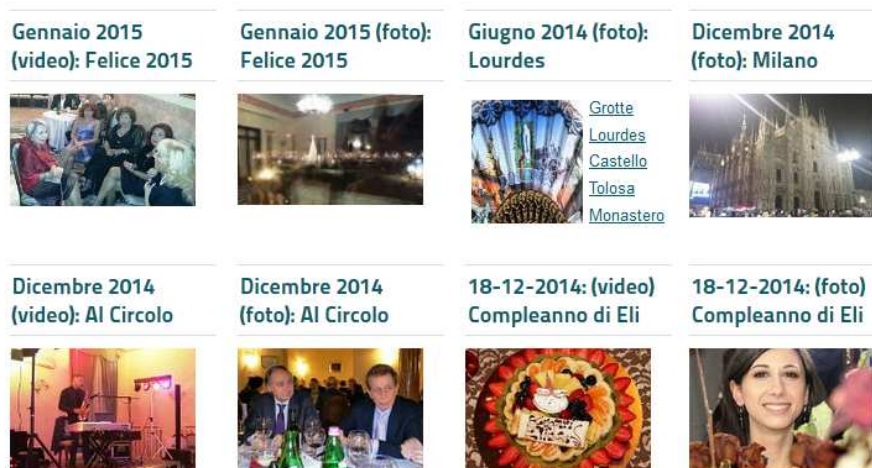 Gennaio 2015
(video): Felice 2015
Gennaio 2015 (foto):
Felice 2015
Giugno 2014 (foto):
Lourdes
Dicembre 2014
(foto): Milano
Grotte
Lourdes
Castello
Tolosa
Monastero
Dicembre 2014
(video): Al Circolo
Dicembre 2014
(foto): Al Circolo
18-12-2014: (video)
Compleanno di Eli
18-12-2014: (foto)
Compleanno di Eli